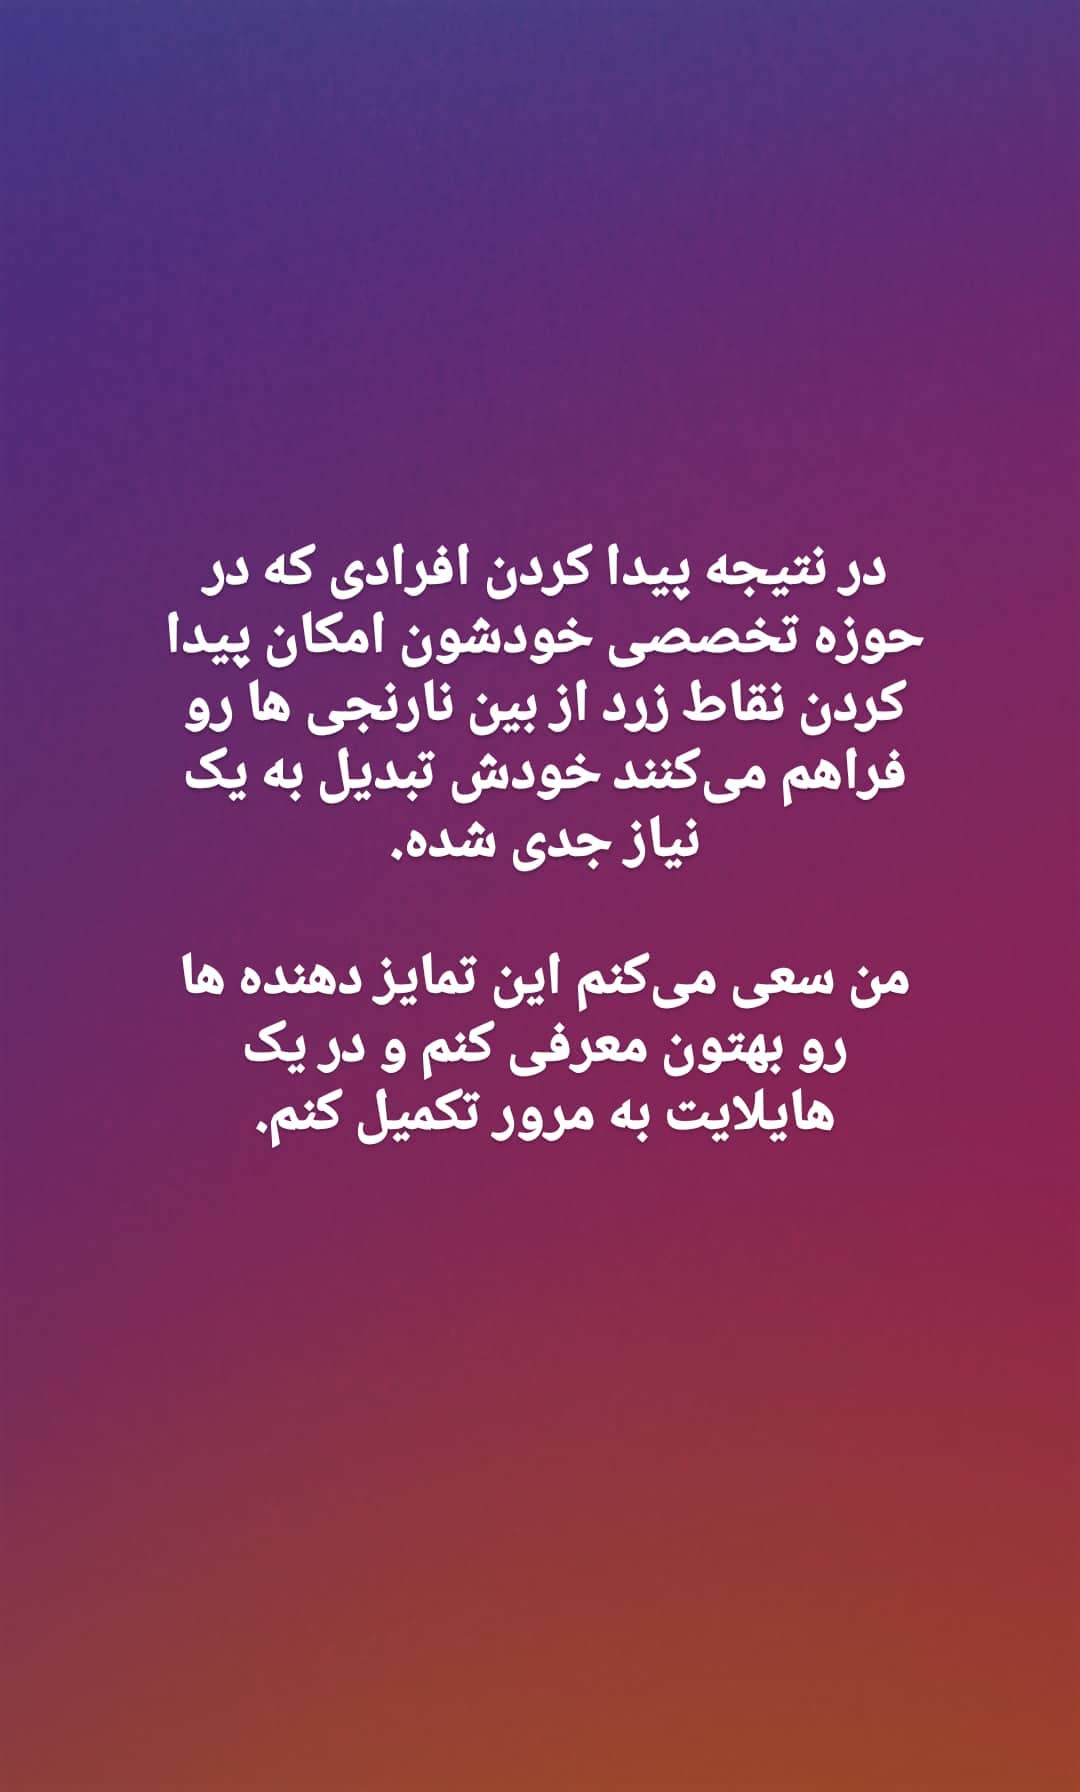 در نتیجه پیدا کردن افرادی که در
حوزه تخصصی خودشون امکان پیدا
کردن نقاط زرد از بین نارنجی ها رو
فراهم می‌کنند خودش تبدیل به یک
نیاز جدی شده.
من سعی می‌کنم این تمایز دهنده ها
رو بهتون معرفی کنم و در یک
هایلایت به مرور تکمیل کنم.